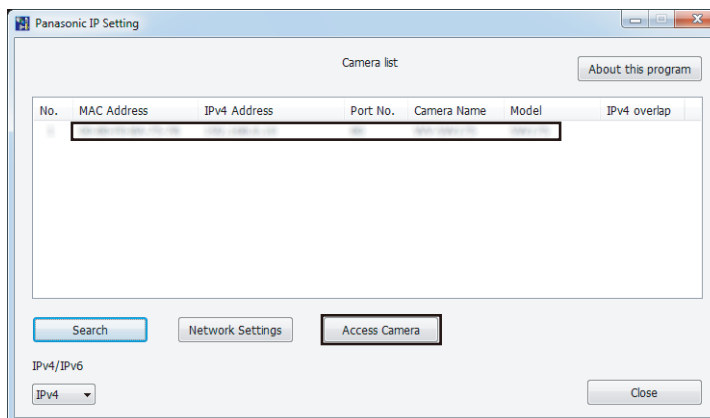 Panasonic IP Setting
Camera list
About this program
No. MAC Address IPv4 Address Port No. Camera Name Model IPv4 overlap
Search Network Settings Access Camera
IPv4/IPv6
IPv4
Close